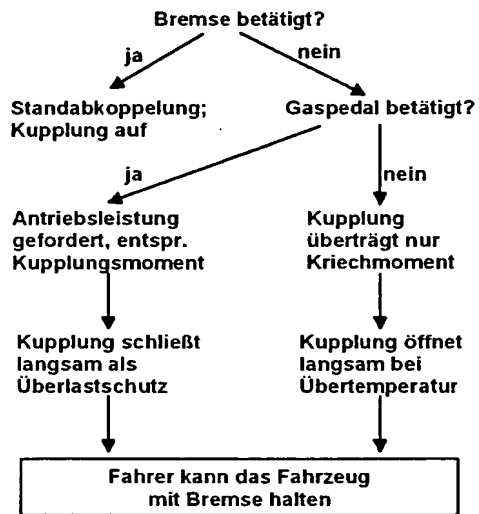 Bremse betätigt?
ja
nein
Standabkoppelung;
Kupplung auf
Gaspedal betätigt?
ja
nein
Antriebsleistung
gefordert, entspr.
Kupplungsmoment
Kupplung
überträgt nur
Kriechmoment
Kupplung schließt
langsam als
Überlastschutz
Kupplung öffnet
langsam bei
Übertemperatur
Fahrer kann das Fahrzeug
mit Bremse halten